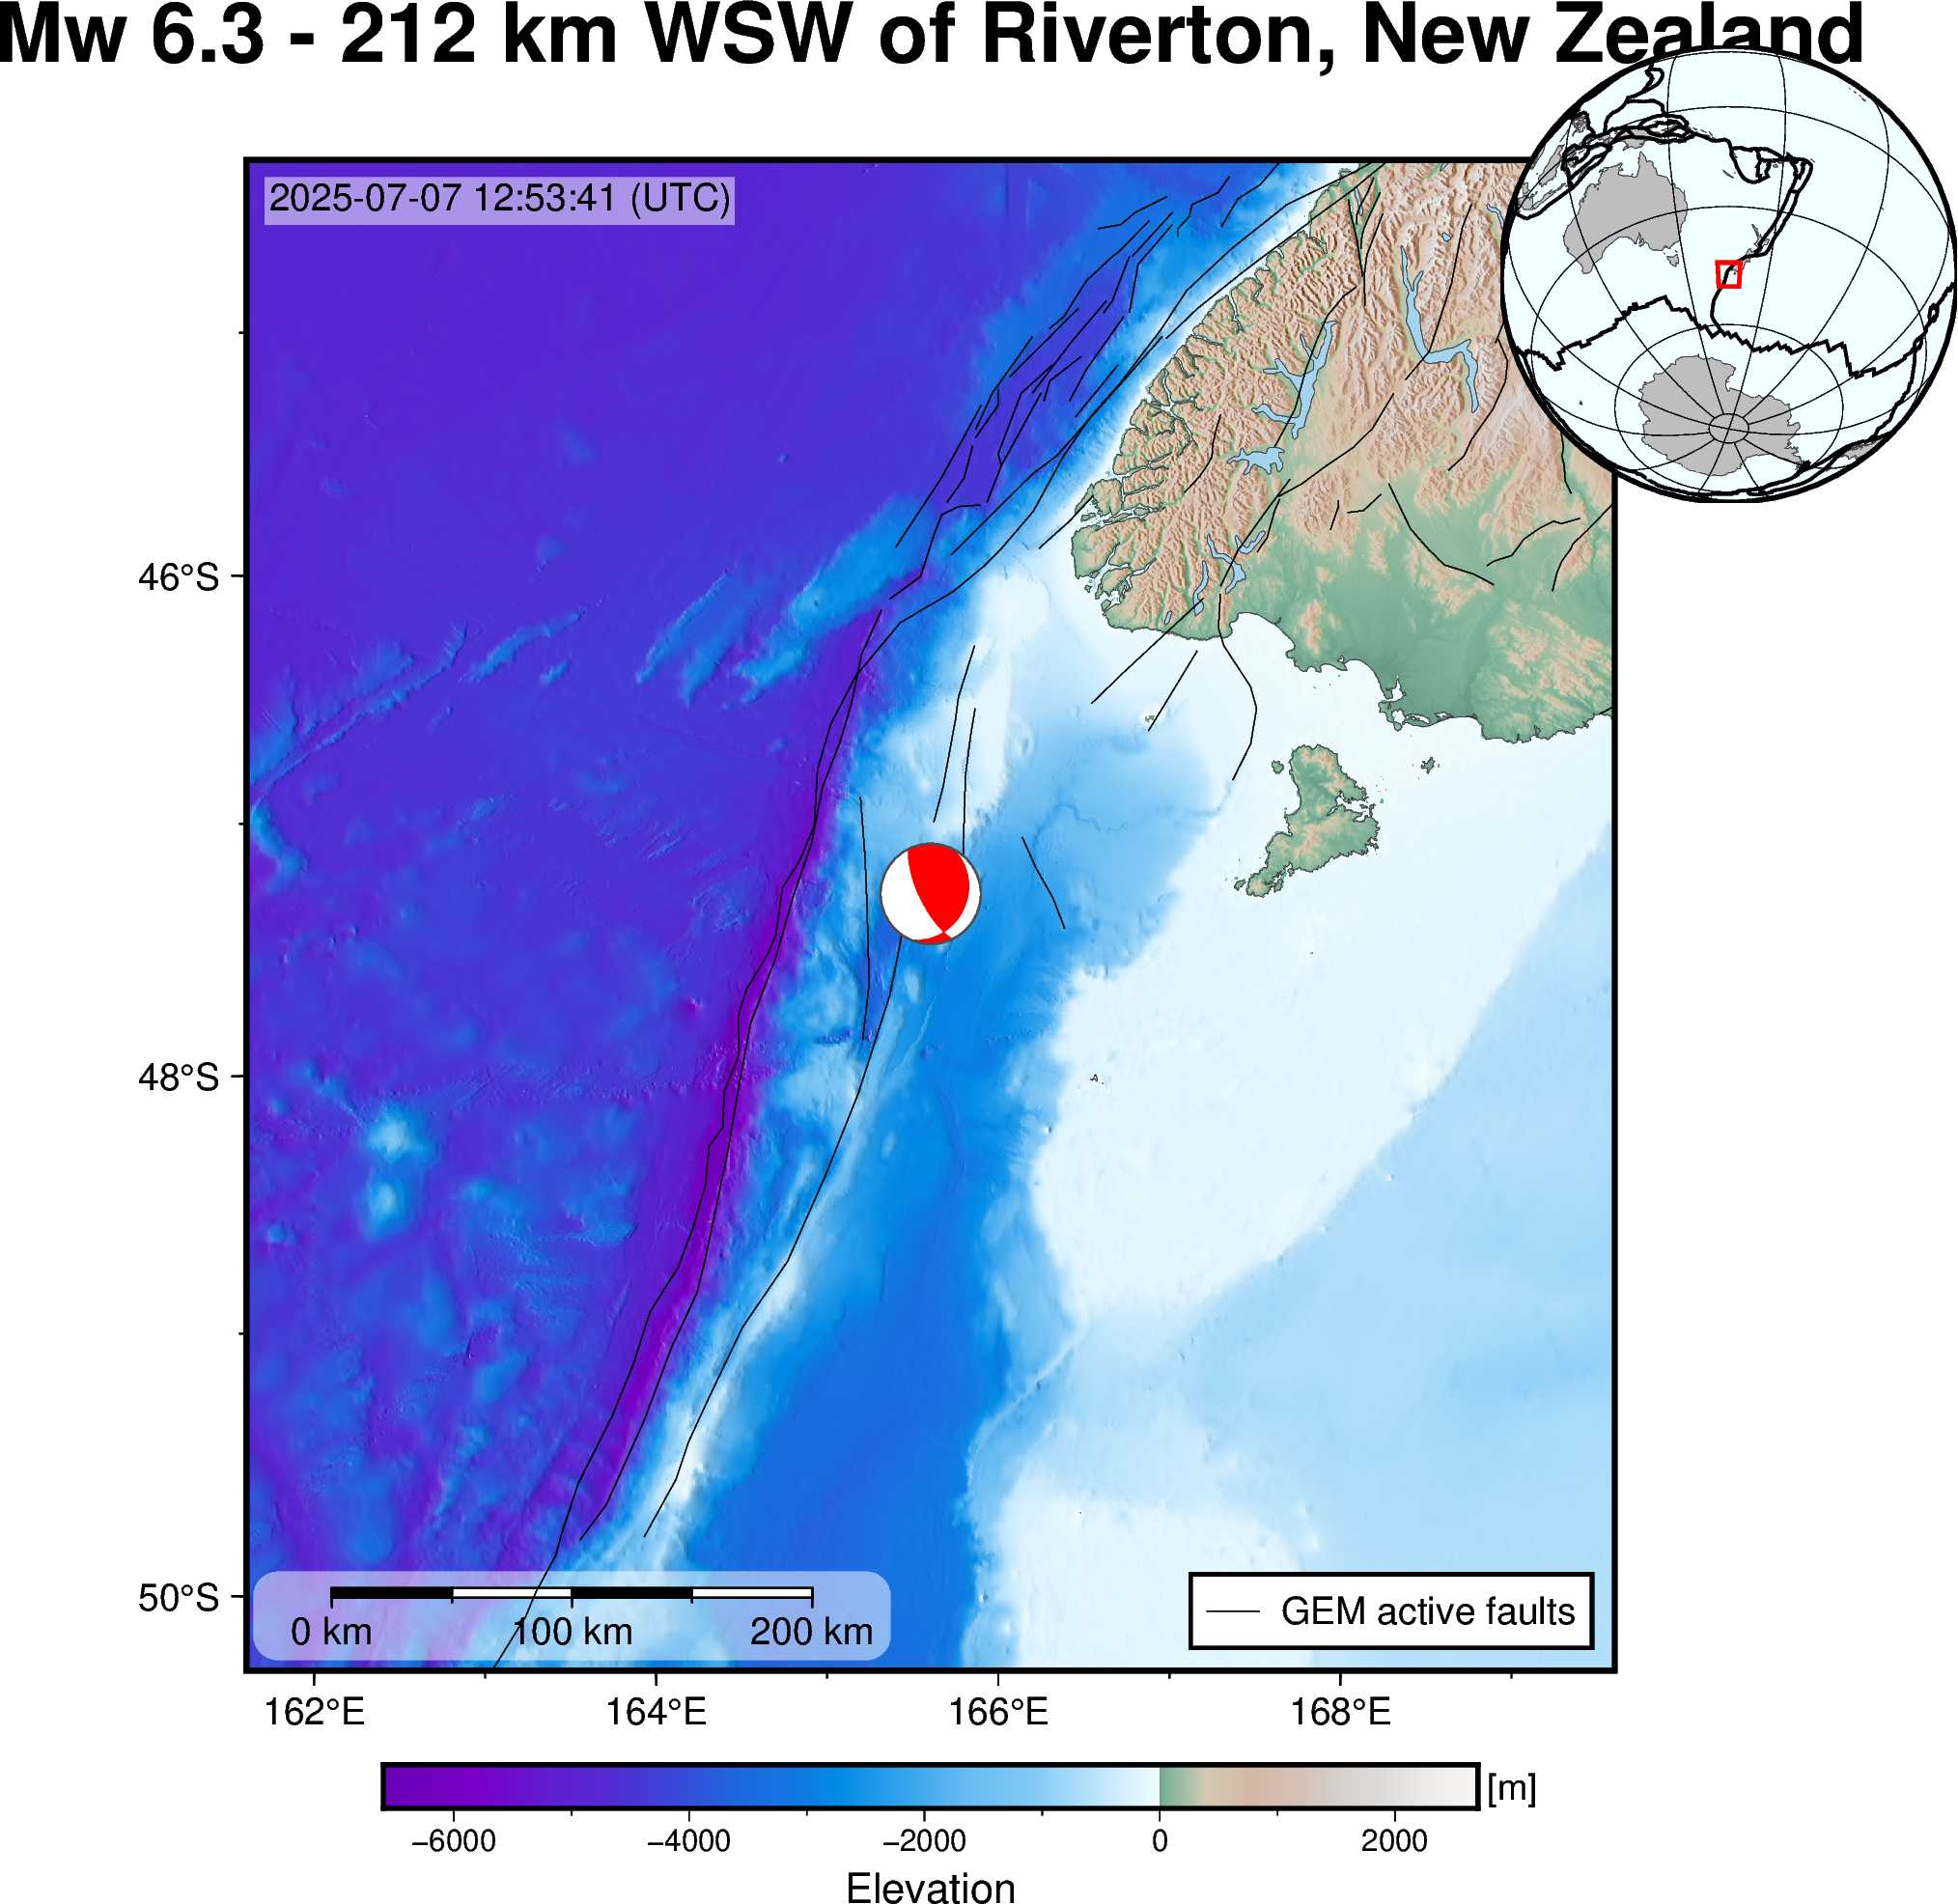 Mw 6.3 - 212 km WSW of Riverton, New Zealand
2025-07-07 12:53:41 (UTC)
46°S
48°S
50°S
0 km 100 km 200 km
GEM active faults
162°E 164°E 166°E 168°E
[m]
−6000 −4000 −2000 0 2000
Elevation